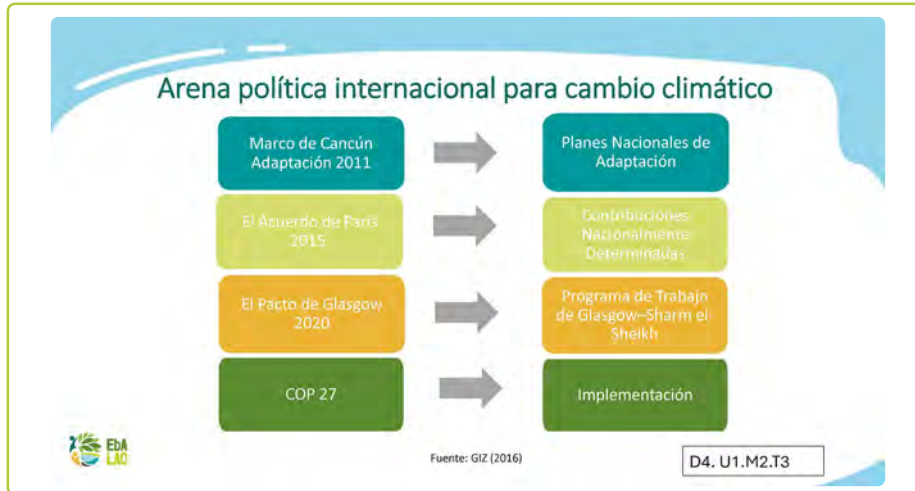 Arena política internacional para cambio climático
Marco de Cancún
Adaptación 2011
Planes Nacionales de
Adaptación
El Acuerdo de París
2015
Contribuciones
Nacionalmente
Determinadas
El Pacto de Glasgow
2020
Programa de Trabajo
de Glasgow–Sharm el
Sheikh
COP 27
Implementación
EbA
LAC
Fuente: GIZ (2016)
D4. U1.M2.T3